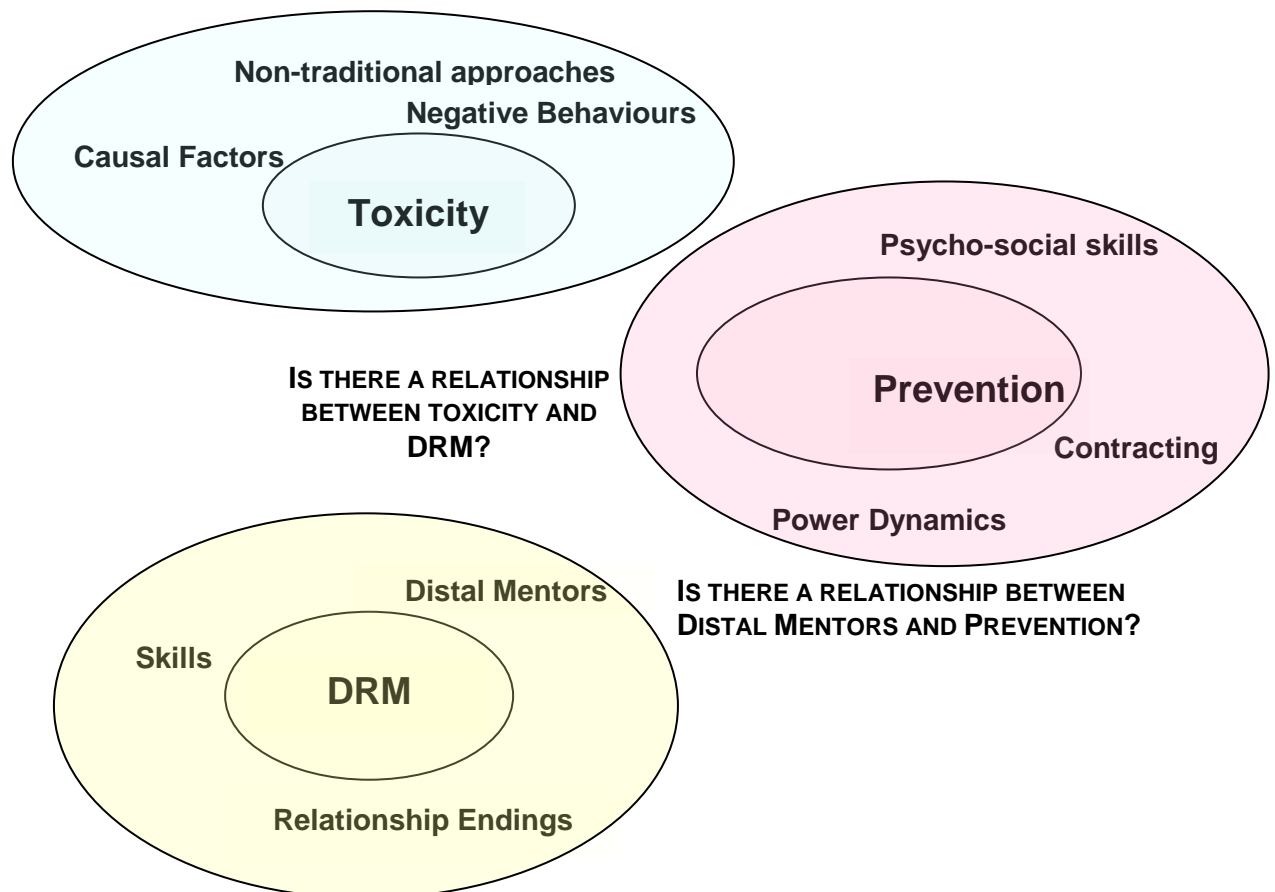 Non-traditional approaches
Negative Behaviours
Causal Factors
Toxicity
Psycho-social skills
Prevention
Contracting
Power Dynamics
IS THERE A RELATIONSHIP
BETWEEN TOXICITY AND
DRM?
Distal Mentors
Skills
DRM
Relationship Endings
IS THERE A RELATIONSHIP BETWEEN
DISTAL MENTORS AND PREVENTION?